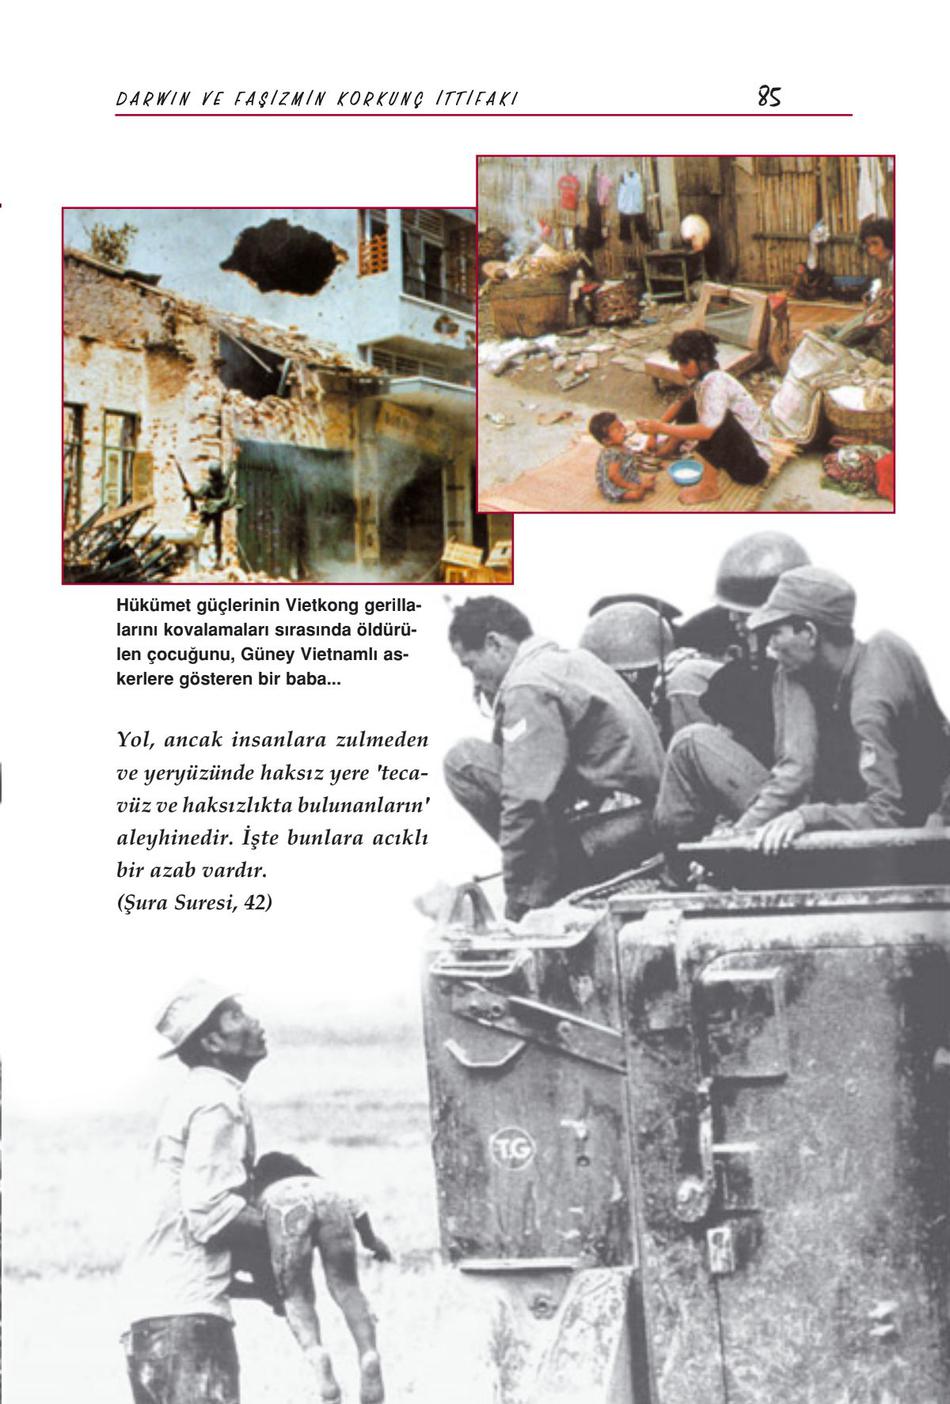 DARWIN VE FAŞİZMİN KORKUNÇ İTTİFAKI
85
Hükümet güçlerinin Vietkong gerilla-
larını kovalamaları sırasında öldürü-
len çocuğunu, Güney Vietnamlı as-
kerlere gösteren bir baba...
Yol, ancak insanlara zulmeden
ve yeryüzünde haksız yere 'teca-
vüz ve haksızlıkta bulunanların'
aleyhinedir. İşte bunlara acıklı
bir azab vardır.
(Şura Suresi, 42)
T.G